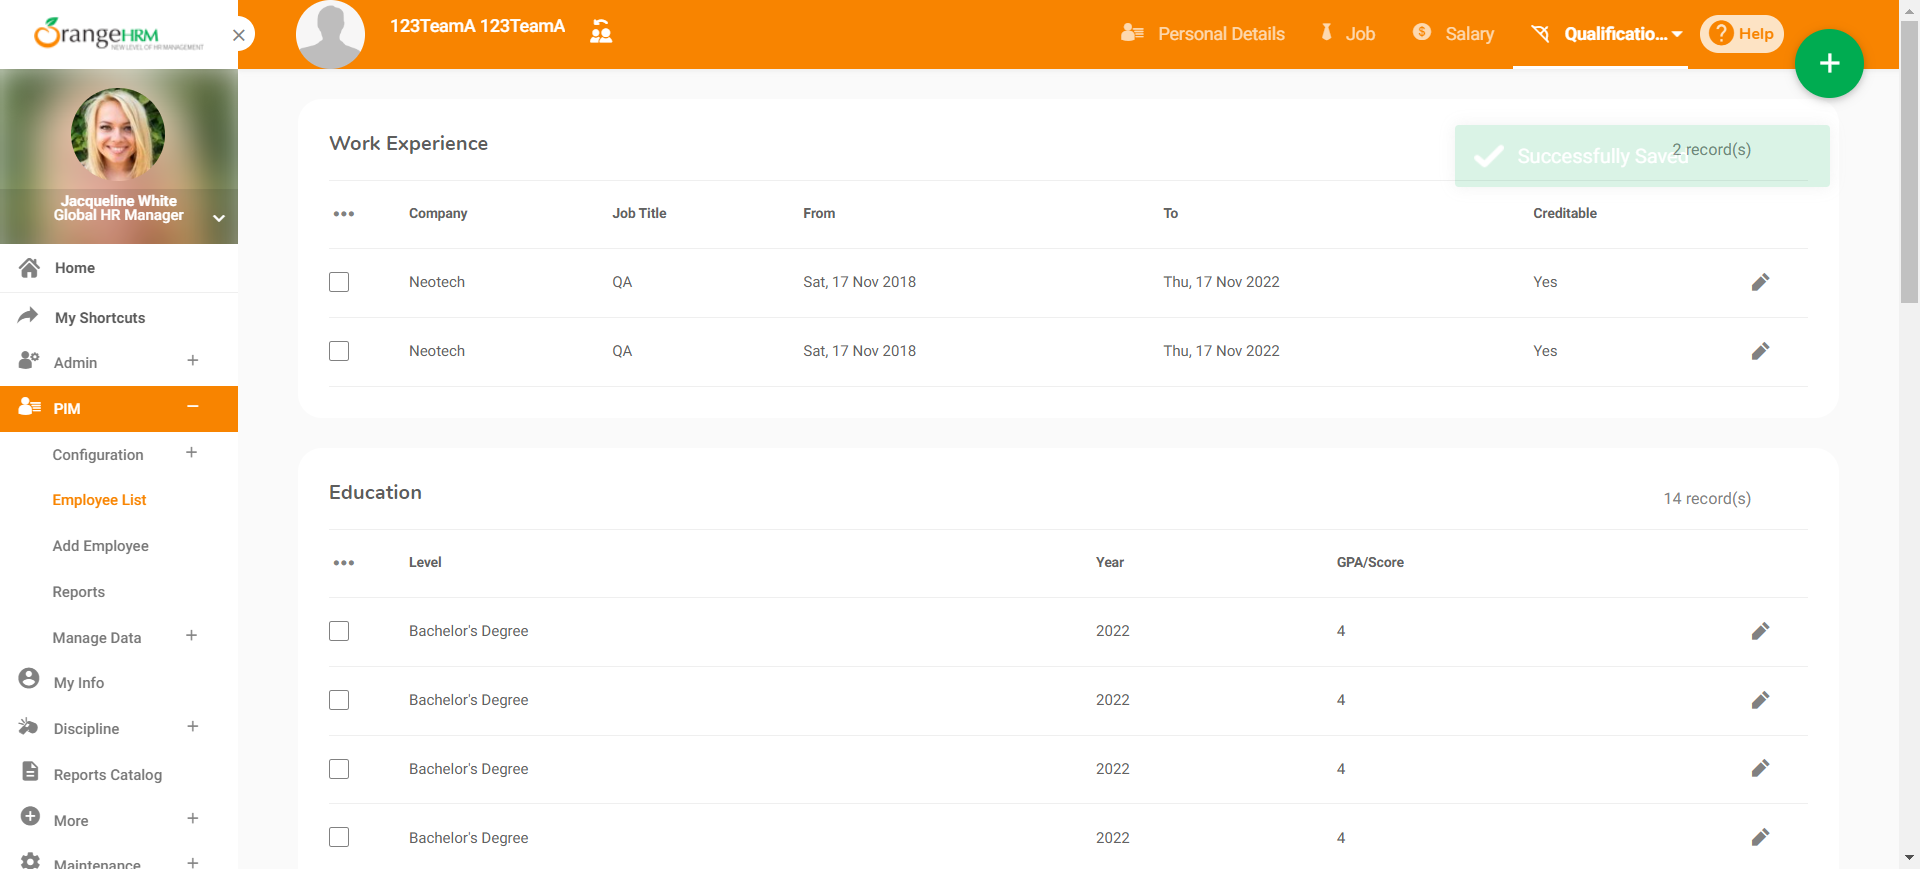 OrangeHRM
NEW LEVEL OF HR MANAGEMENT
123TeamA 123TeamA
Personal Details
Job
Salary
Qualificatio...
? Help
+
Jacqueline White
Global HR Manager
Home
My Shortcuts
Admin +
PIM −
Configuration +
Employee List
Add Employee
Reports
Manage Data +
My Info
Discipline +
Reports Catalog
More +
Maintenance +
Work Experience
Successfully Saved
2 record(s)
Company Job Title From To Creditable
Neotech QA Sat, 17 Nov 2018 Thu, 17 Nov 2022 Yes
Neotech QA Sat, 17 Nov 2018 Thu, 17 Nov 2022 Yes
Education
14 record(s)
Level Year GPA/Score
Bachelor's Degree 2022 4
Bachelor's Degree 2022 4
Bachelor's Degree 2022 4
Bachelor's Degree 2022 4